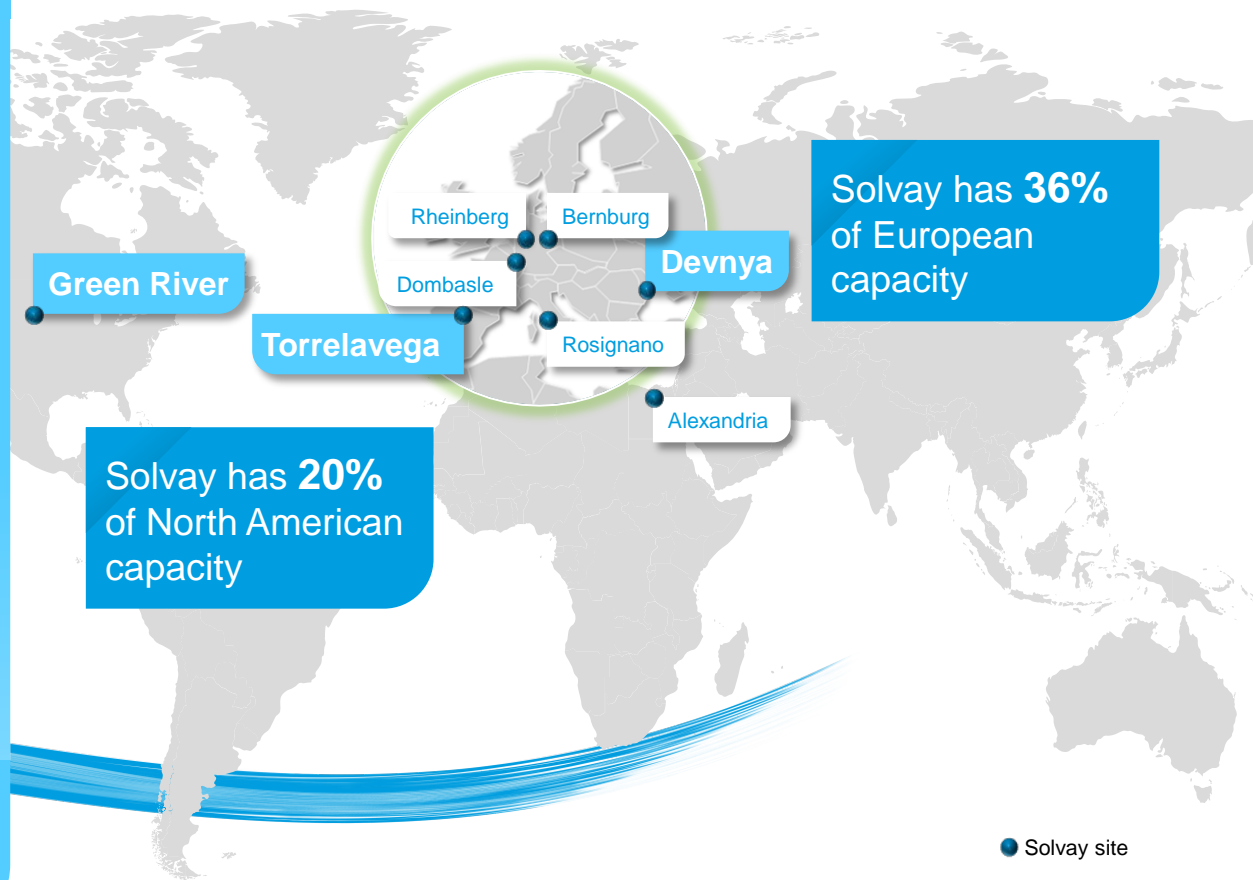 Rheinberg
Bernburg
Solvay has 36%
of European
capacity
Green River
Dombasle
Devnya
Torrelavega
Rosignano
Alexandria
Solvay has 20%
of North American
capacity
Solvay site